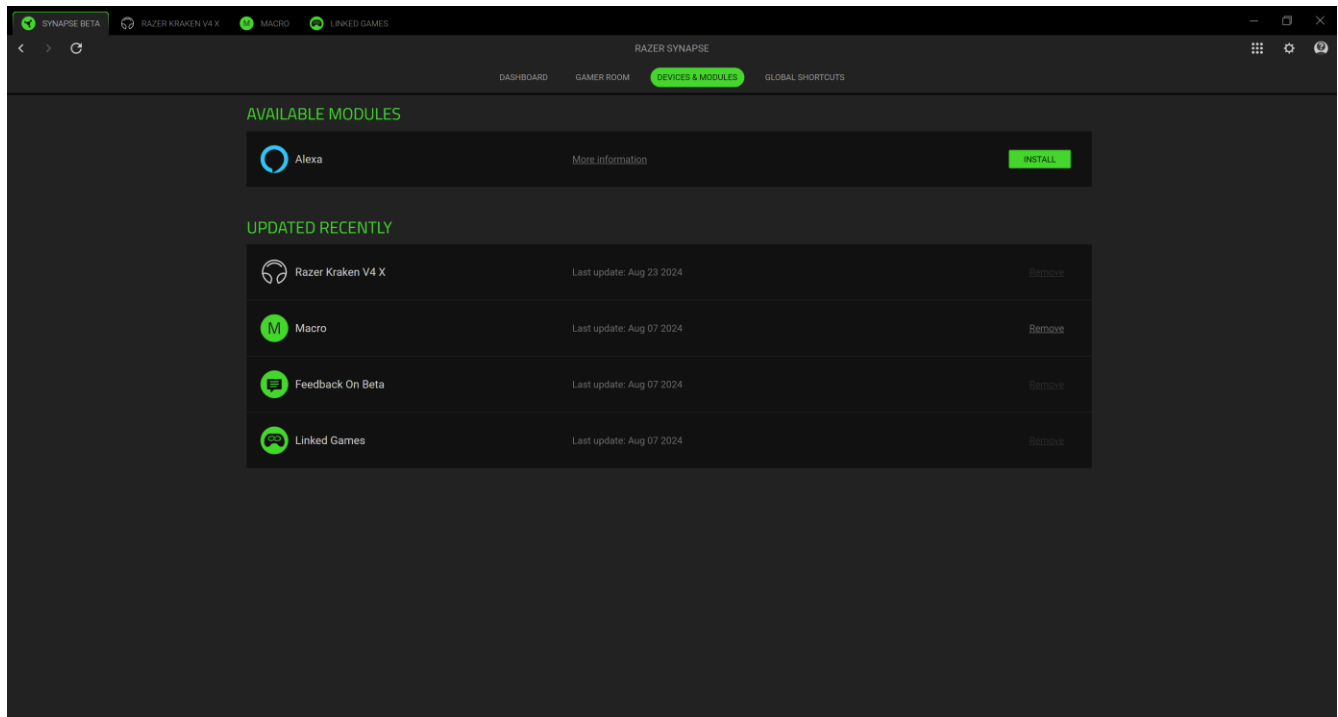 SYNAPSE BETA RAZER KRAKEN V4 X M MACRO LINKED GAMES
RAZER SYNAPSE
DASHBOARD GAMER ROOM DEVICES & MODULES GLOBAL SHORTCUTS
AVAILABLE MODULES
Alexa More information INSTALL
UPDATED RECENTLY
Razer Kraken V4 X Last update: Aug 23 2024 Remove
M Macro Last update: Aug 07 2024 Remove
Feedback On Beta Last update: Aug 07 2024 Remove
Linked Games Last update: Aug 07 2024 Remove